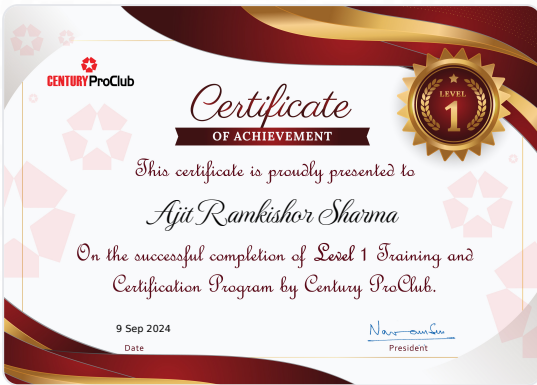 CENTURY ProClub
Certificate
OF ACHIEVEMENT
LEVEL
1
This certificate is proudly presented to
Ajit Ramkishor Sharma
On the successful completion of Level 1 Training and
Certification Program by Century ProClub.
9 Sep 2024
Date
President